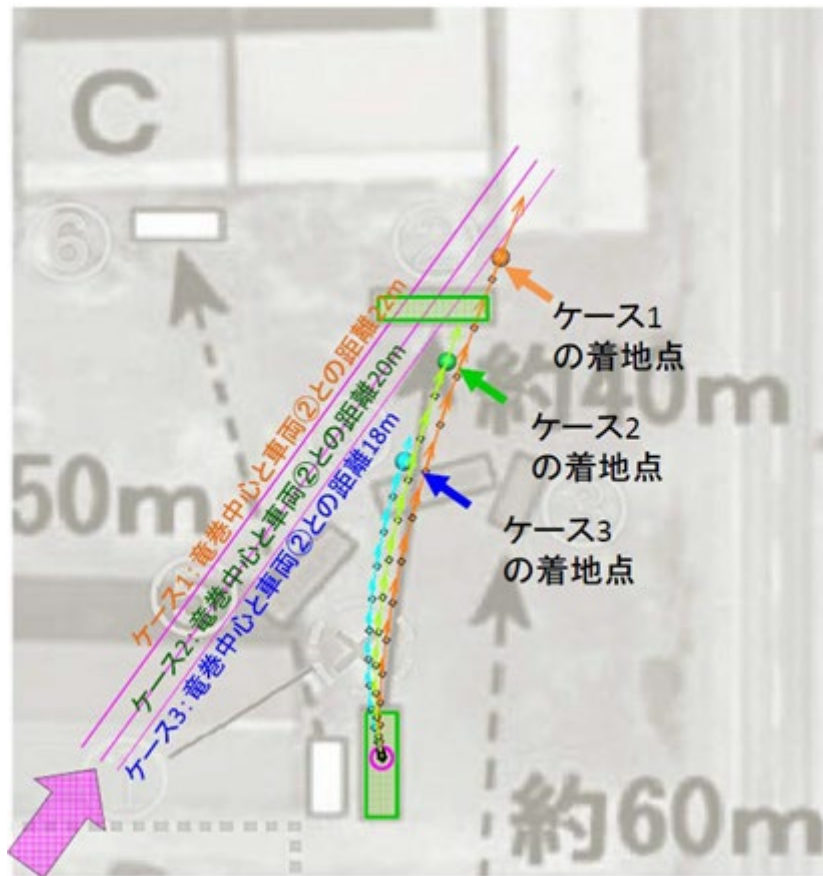 C
⑥
②
ケース1: 竜巻中心と車両②との距離22m
ケース2: 竜巻中心と車両②との距離20m
ケース3: 竜巻中心と車両②との距離18m
ケース1
の着地点
約40m
ケース2
の着地点
50m
ケース3
の着地点
①
約60m